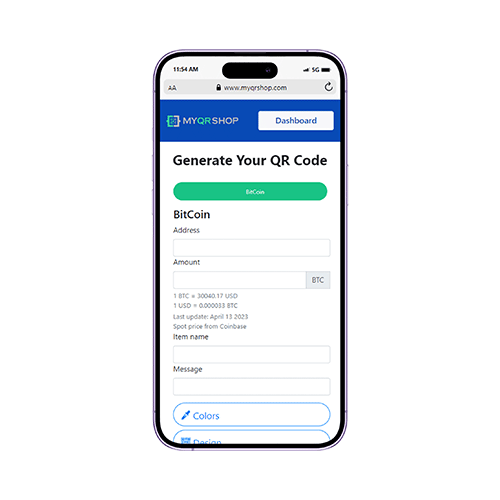 11:54 AM
5G
AA www.myqrshop.com
MYQRSHOP
Dashboard
Generate Your QR Code
BitCoin
BitCoin
Address
Amount
BTC
1 BTC = 30040.17 USD
1 USD = 0.000033 BTC
Last update: April 13 2023
Spot price from Coinbase
Item name
Message
Colors
Design